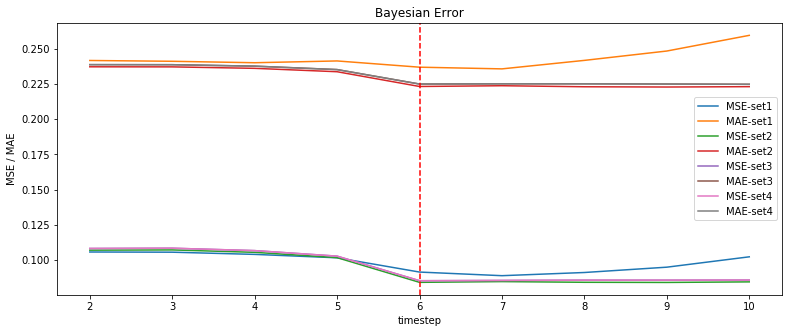 Bayesian Error
MSE / MAE
0.250
0.225
0.200
0.175
0.150
0.125
0.100
MSE-set1
MAE-set1
MSE-set2
MAE-set2
MSE-set3
MAE-set3
MSE-set4
MAE-set4
2 3 4 5 6 7 8 9 10
timestep